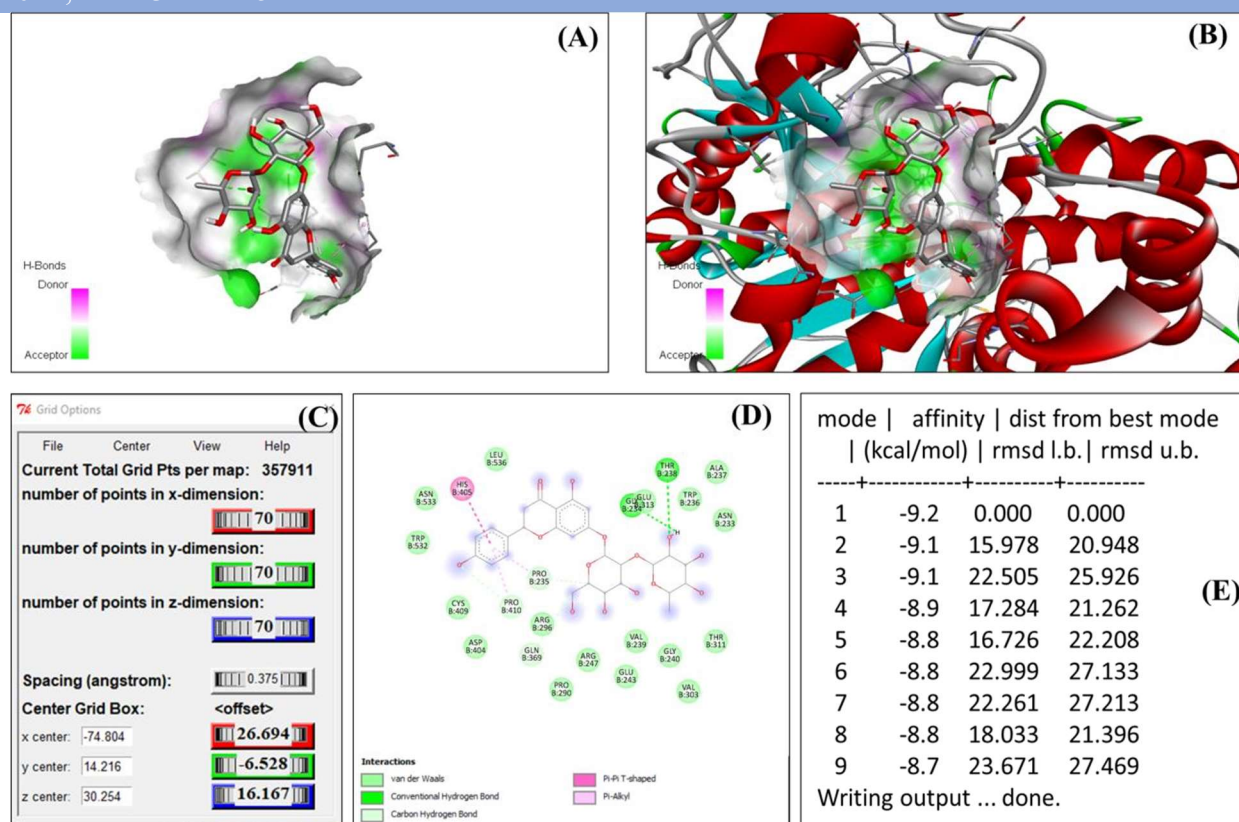 (A)
H-Bonds
Donor
Acceptor
(B)
H-Bonds
Donor
Acceptor
Grid Options
(C)
File Center View Help
Current Total Grid Pts per map: 357911
number of points in x-dimension:
70
number of points in y-dimension:
70
number of points in z-dimension:
70
Spacing (angstrom): 0.375
Center Grid Box: <offset>
x center: -74.804 26.694
y center: 14.216 -6.528
z center: 30.254 16.167
(D)
LEU
B:536
HIS
B:405
ASN
B:533
TRP
B:532
THR
B:238
ALA
B:237
GLU
B:313
TRP
B:236
B:234
ASN
B:233
H
O
PRO
B:235
PRO
B:410
CYS
B:409
ARG
B:296
ASP
B:404
GLN
B:369
ARG
B:247
VAL
B:239
GLY
B:240
THR
B:311
GLU
B:243
PRO
B:290
VAL
B:303
Interactions
van der Waals
Conventional Hydrogen Bond
Carbon Hydrogen Bond
Pi-Pi T-shaped
Pi-Alkyl
mode | affinity | dist from best mode
| (kcal/mol) | rmsd l.b.| rmsd u.b.
-----+------------+----------+----------
1 -9.2 0.000 0.000
2 -9.1 15.978 20.948
3 -9.1 22.505 25.926
4 -8.9 17.284 21.262
5 -8.8 16.726 22.208
6 -8.8 22.999 27.133
7 -8.8 22.261 27.213
8 -8.8 18.033 21.396
9 -8.7 23.671 27.469
Writing output ... done.
(E)